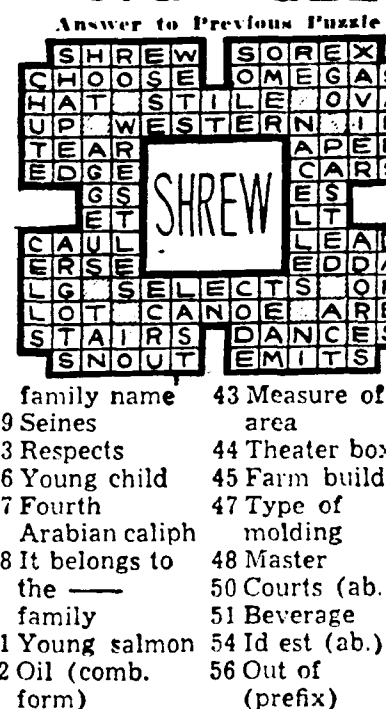 Answer to Previous Puzzle
SHREW SOREX
CHOOSE OMEGAS
HAT STILE OV
UP WESTERN I
TEAR APE
EDGE CARS
GS ES
SHREW
ET LT
CAUL LEA
ERSE EDDA
LG SELECTS O
LOT CANOE ARE
STAIRS DANCES
SNOUT EMITS
family name
9 Seines
3 Respects
6 Young child
7 Fourth
Arabian caliph
8 It belongs to
the ——
family
1 Young salmon
2 Oil (comb.
form)
43 Measure of
area
44 Theater box
45 Farm build
47 Type of
molding
48 Master
50 Courts (ab.
51 Beverage
54 Id est (ab.)
56 Out of
(prefix)